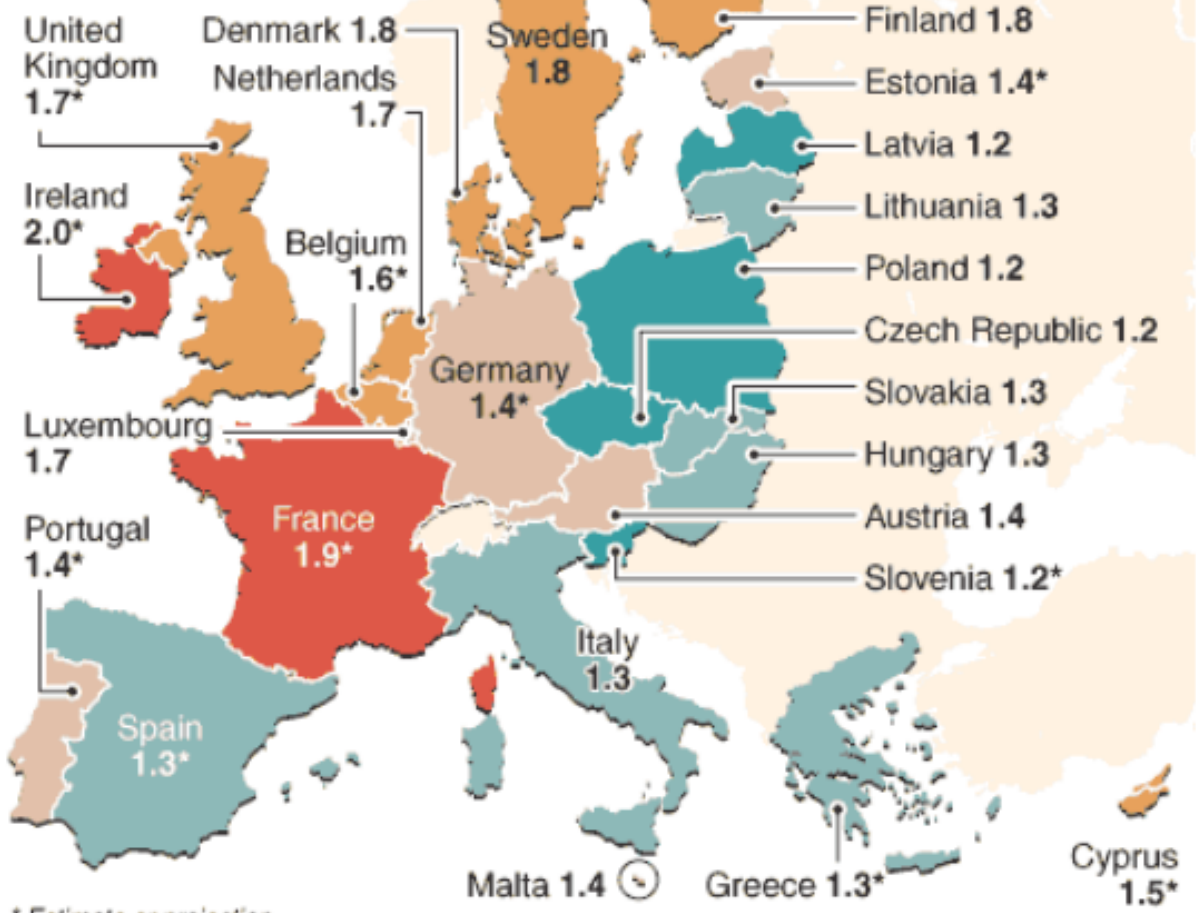 United
Kingdom
1.7*
Denmark 1.8
Netherlands
1.7
Sweden
1.8
Finland 1.8
Estonia 1.4*
Latvia 1.2
Lithuania 1.3
Poland 1.2
Czech Republic 1.2
Slovakia 1.3
Hungary 1.3
Austria 1.4
Slovenia 1.2*
Ireland
2.0*
Belgium
1.6*
Germany
1.4*
Luxembourg
1.7
France
1.9*
Portugal
1.4*
Spain
1.3*
Italy
1.3
Malta 1.4
Greece 1.3*
Cyprus
1.5*
* Estimate or projection